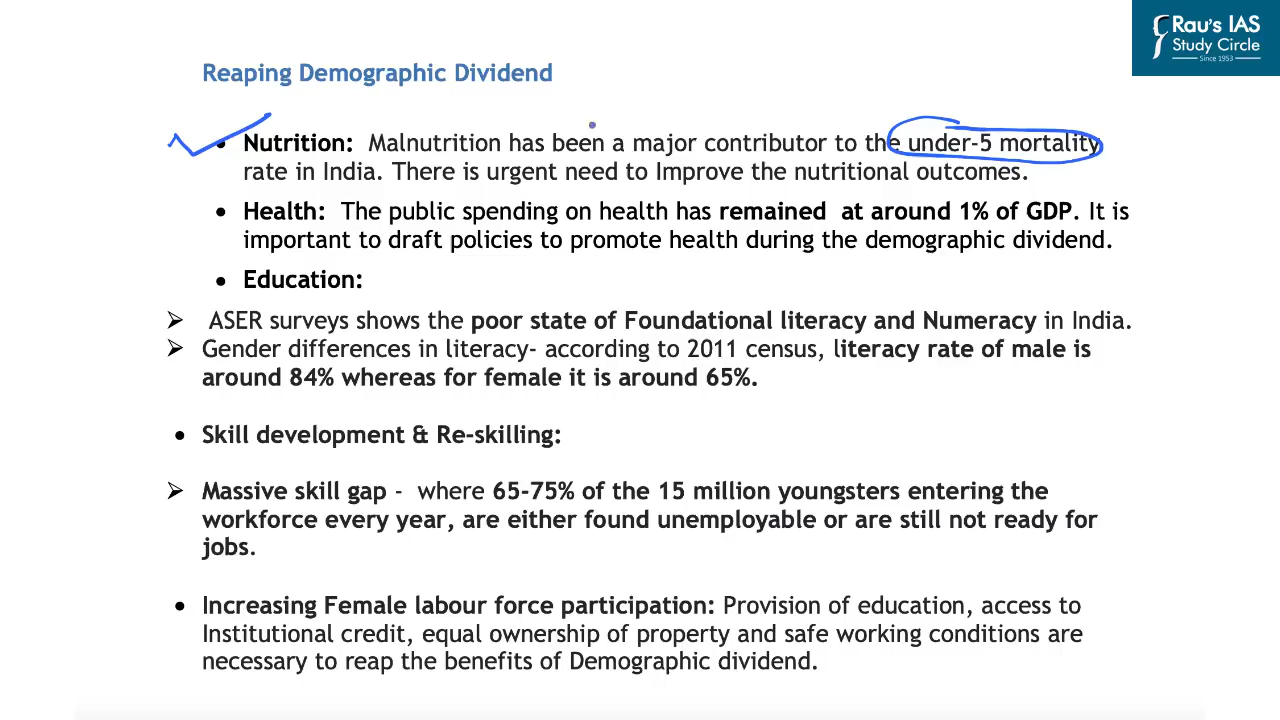 Rau's IAS
Study Circle
Since 1953
Reaping Demographic Dividend
• Nutrition: Malnutrition has been a major contributor to the under-5 mortality
rate in India. There is urgent need to Improve the nutritional outcomes.
• Health: The public spending on health has remained at around 1% of GDP. It is
important to draft policies to promote health during the demographic dividend.
• Education:
➢ ASER surveys shows the poor state of Foundational literacy and Numeracy in India.
➢ Gender differences in literacy- according to 2011 census, literacy rate of male is
around 84% whereas for female it is around 65%.
• Skill development & Re-skilling:
➢ Massive skill gap - where 65-75% of the 15 million youngsters entering the
workforce every year, are either found unemployable or are still not ready for
jobs.
• Increasing Female labour force participation: Provision of education, access to
Institutional credit, equal ownership of property and safe working conditions are
necessary to reap the benefits of Demographic dividend.